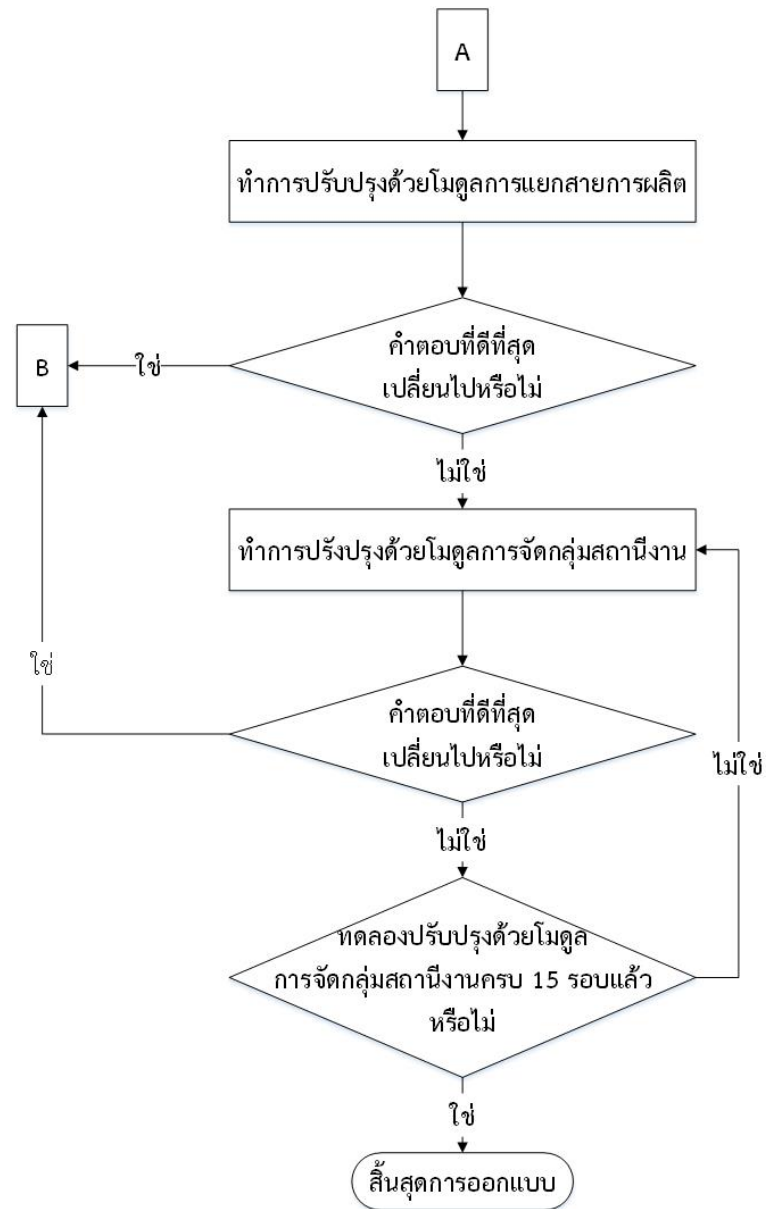 A
ทำการปรับปรุงด้วยโมดูลการแยกสายการผลิต
คำตอบที่ดีที่สุด
เปลี่ยนไปหรือไม่
ใช่
B
ไม่ใช่
ทำการปรังปรุงด้วยโมดูลการจัดกลุ่มสถานีงาน
คำตอบที่ดีที่สุด
เปลี่ยนไปหรือไม่
ใช่
ไม่ใช่
ไม่ใช่
ทดลองปรับปรุงด้วยโมดูล
การจัดกลุ่มสถานีงานครบ 15 รอบแล้ว
หรือไม่
ใช่
สิ้นสุดการออกแบบ